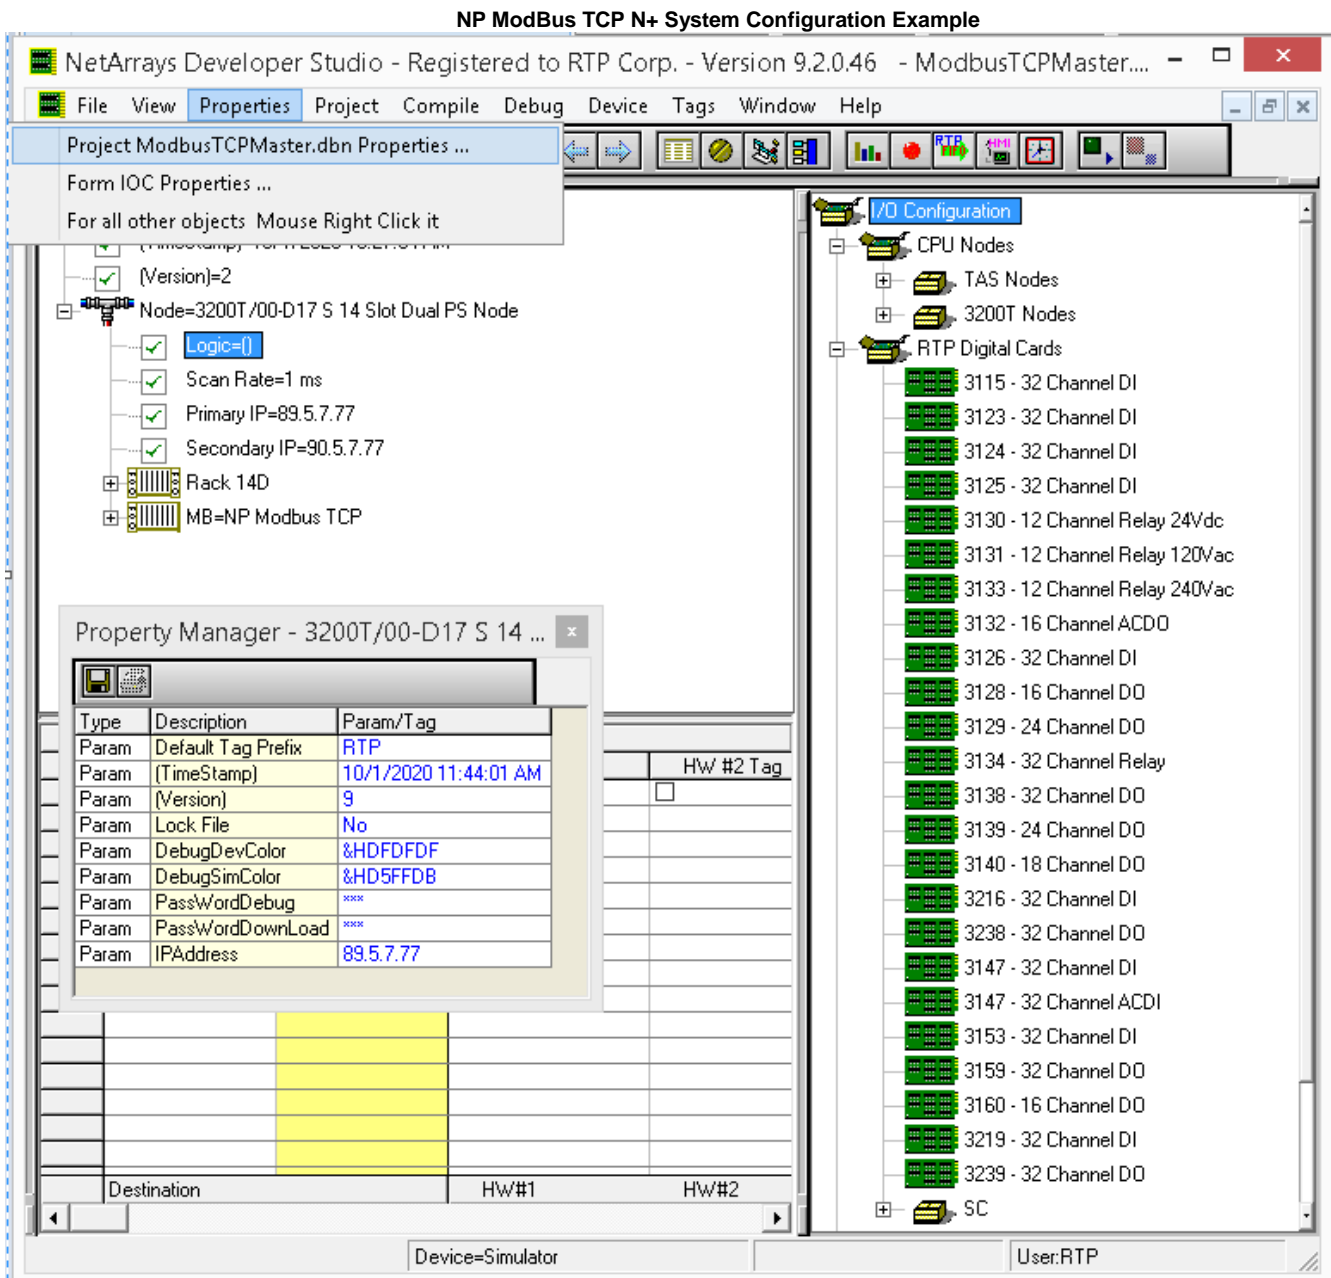 NP ModBus TCP N+ System Configuration Example
NetArrays Developer Studio - Registered to RTP Corp. - Version 9.2.0.46 - ModbusTCPMaster....
File View Properties Project Compile Debug Device Tags Window Help
Project ModbusTCPMaster.dbn Properties ...
Form IOC Properties ...
For all other objects Mouse Right Click it
(Version)=2
Node=3200T/00-D17 S 14 Slot Dual PS Node
Logic=()
Scan Rate=1 ms
Primary IP=89.5.7.77
Secondary IP=90.5.7.77
Rack 14D
MB=NP Modbus TCP
Property Manager - 3200T/00-D17 S 14 ...
Type Description Param/Tag
Param Default Tag Prefix RTP
Param (TimeStamp) 10/1/2020 11:44:01 AM
Param (Version) 9
Param Lock File No
Param DebugDevColor &HDFDFDF
Param DebugSimColor &HD5FFDB
Param PassWordDebug ***
Param PassWordDownLoad ***
Param IPAddress 89.5.7.77
HW #2 Tag
Destination HW#1 HW#2
I/O Configuration
CPU Nodes
TAS Nodes
3200T Nodes
RTP Digital Cards
3115 - 32 Channel DI
3123 - 32 Channel DI
3124 - 32 Channel DI
3125 - 32 Channel DI
3130 - 12 Channel Relay 24Vdc
3131 - 12 Channel Relay 120Vac
3133 - 12 Channel Relay 240Vac
3132 - 16 Channel ACDO
3126 - 32 Channel DI
3128 - 16 Channel DO
3129 - 24 Channel DO
3134 - 32 Channel Relay
3138 - 32 Channel DO
3139 - 24 Channel DO
3140 - 18 Channel DO
3216 - 32 Channel DI
3238 - 32 Channel DO
3147 - 32 Channel DI
3147 - 32 Channel ACDI
3153 - 32 Channel DI
3159 - 32 Channel DO
3160 - 16 Channel DO
3219 - 32 Channel DI
3239 - 32 Channel DO
SC
Device=Simulator
User:RTP